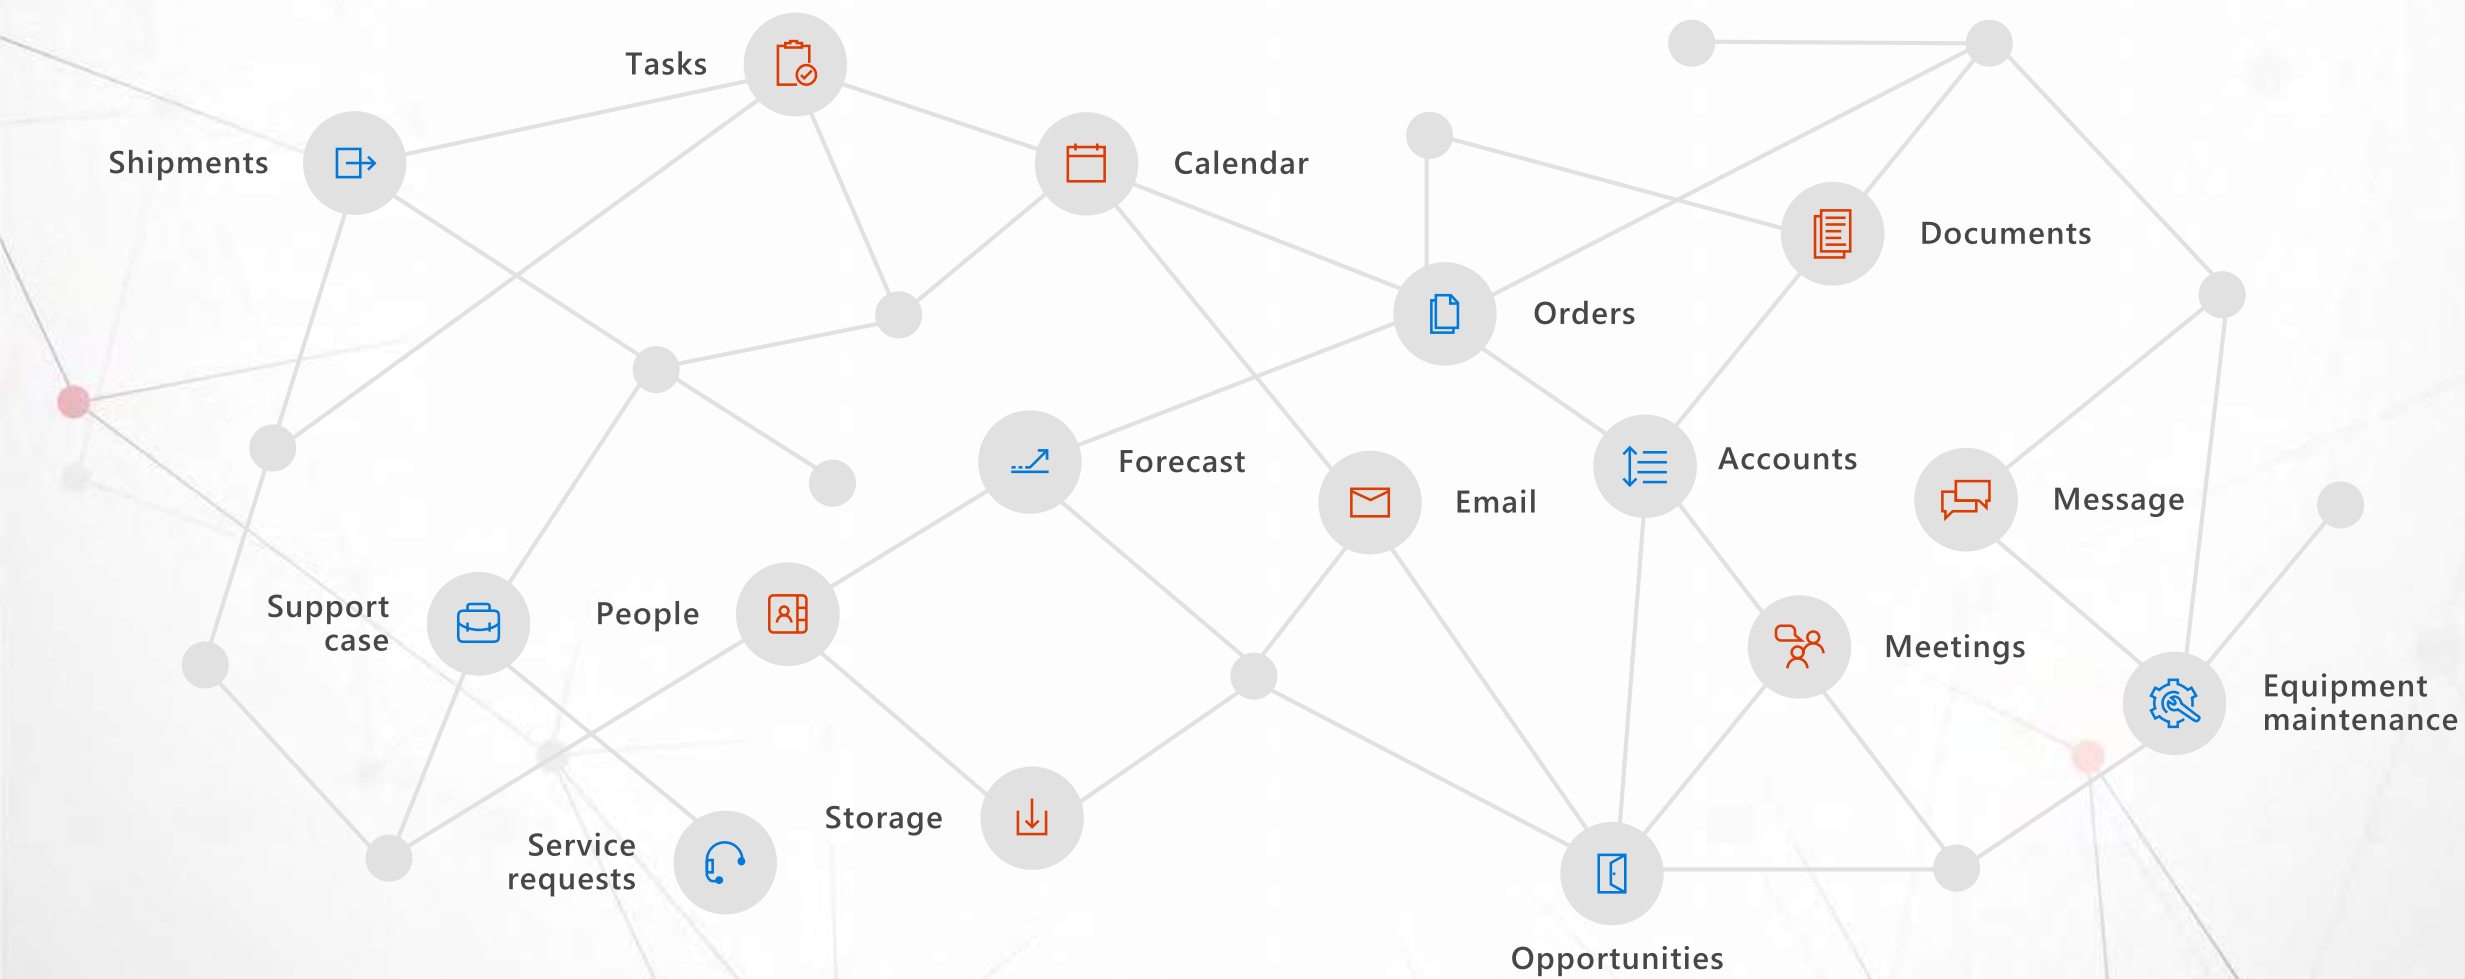 Tasks
Shipments
Calendar
Documents
Orders
Forecast
Accounts
Email
Message
Support
case
People
Meetings
Equipment
maintenance
Storage
Service
requests
Opportunities